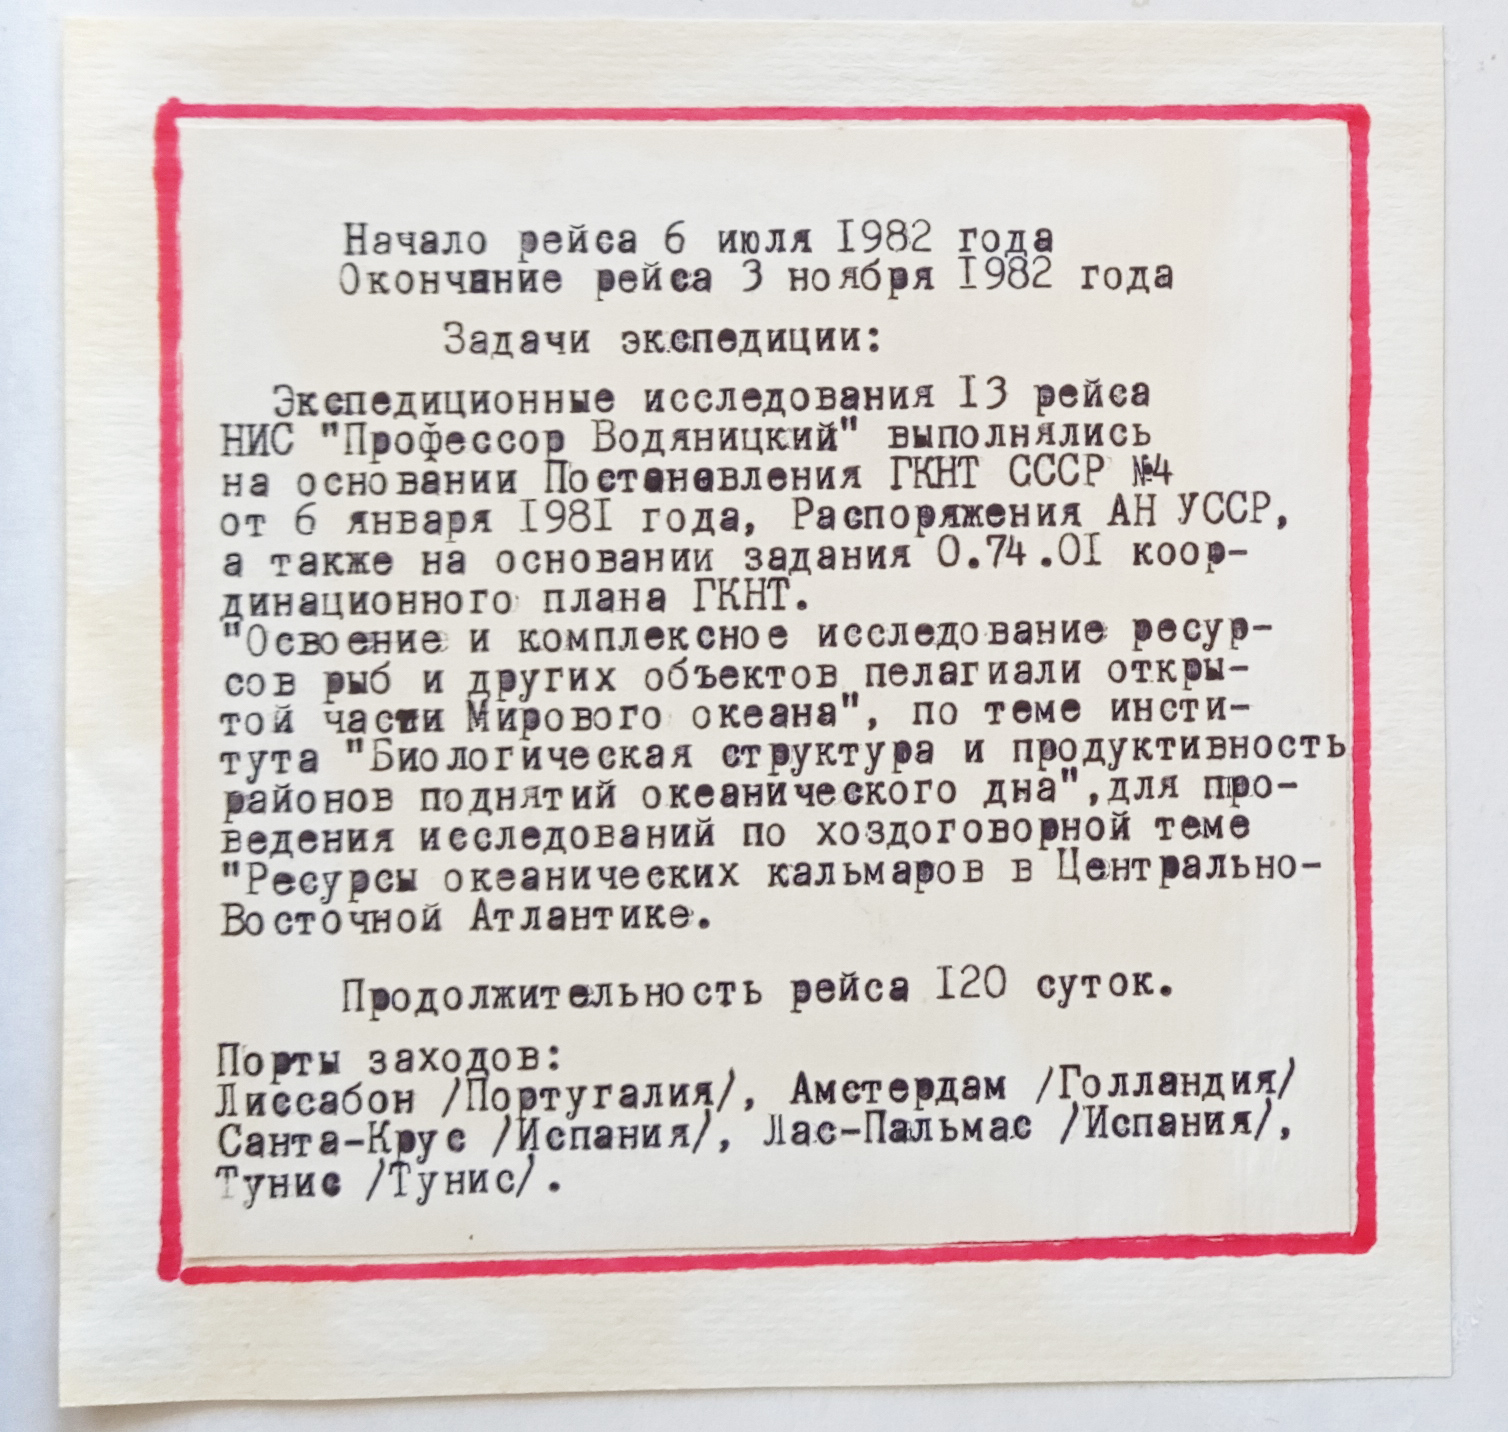 Начало рейса 6 июля 1982 года
Окончание рейса 3 ноября 1982 года
Задачи экспедиции:
Экспедиционные исследования 13 рейса
НИС "Профессор Водяницкий" выполнялись
на основании Постановления ГКНТ СССР №4
от 6 января 1981 года, Распоряжения АН УССР,
а также на основании задания 0.74.01 коор-
динационного плана ГКНТ.
"Освоение и комплексное исследование ресур-
сов рыб и других объектов пелагиали откры-
той части Мирового океана", по теме инсти-
тута "Биологическая структура и продуктивность
районов поднятий океанического дна",для про-
ведения исследований по хоздоговорной теме
"Ресурсы океанических кальмаров в Центрально-
Восточной Атлантике.
Продолжительность рейса 120 суток.
Порты заходов:
Лиссабон /Португалия/, Амстердам /Голландия/
Санта-Крус /Испания/, Лас-Пальмас /Испания/,
Тунис /Тунис/.